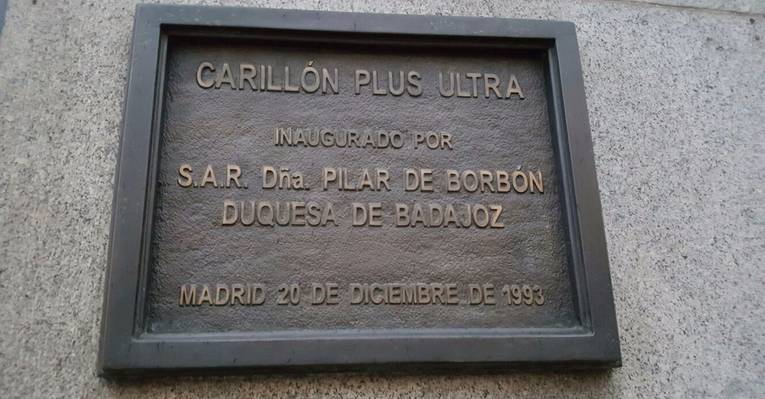 CARILLÓN PLUS ULTRA
INAUGURADO POR
S.A.R. Dña. PILAR DE BORBÓN
DUQUESA DE BADAJOZ
MADRID 20 DE DICIEMBRE DE 1993